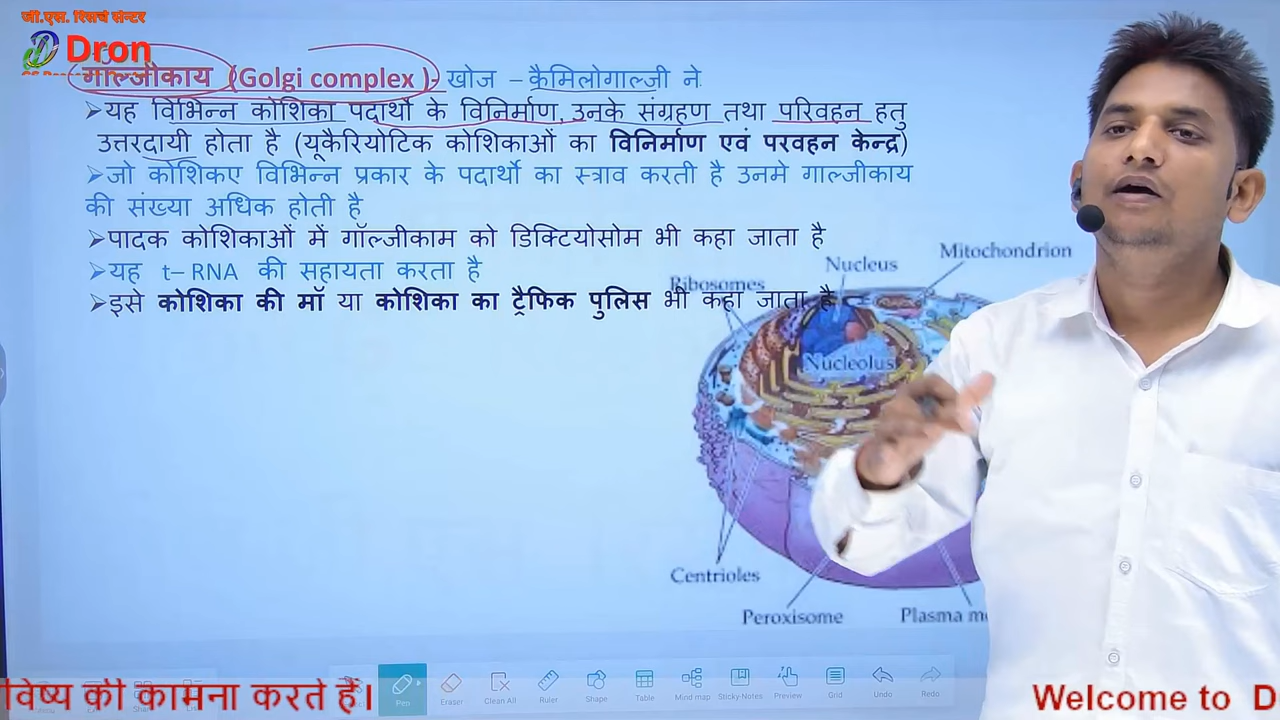 जी.एस. रिसर्च सेन्टर
Dron
गाल्जीकाय (Golgi complex )- खोज – कैमिलोगाल्जी ने
➢यह विभिन्न कोशिका पदार्थो के विनिर्माण, उनके संग्रहण तथा परिवहन हतु
उत्तरदायी होता है (यूकैरियोटिक कोशिकाओं का विनिर्माण एवं परवहन केन्द्र)
➢जो कोशिकए विभिन्न प्रकार के पदार्थो का स्त्राव करती है उनमे गाल्जीकाय
की संख्या अधिक होती है
➢पादक कोशिकाओं में गॉल्जीकाम को डिक्टियोसोम भी कहा जाता है
➢यह t– RNA की सहायता करता है
➢इसे कोशिका की मॉ या कोशिका का ट्रैफिक पुलिस भी कहा जाता है
Mitochondrion
Nucleus
Ribosomes
Nucleolus
Centrioles
Peroxisome
Plasma
Pen
Eraser
Clean All
Ruler
Shape
Table
Mind map
Sticky-Notes
Preview
Grid
Undo
Redo
विष्य की कामना करते हैं।
Welcome to D